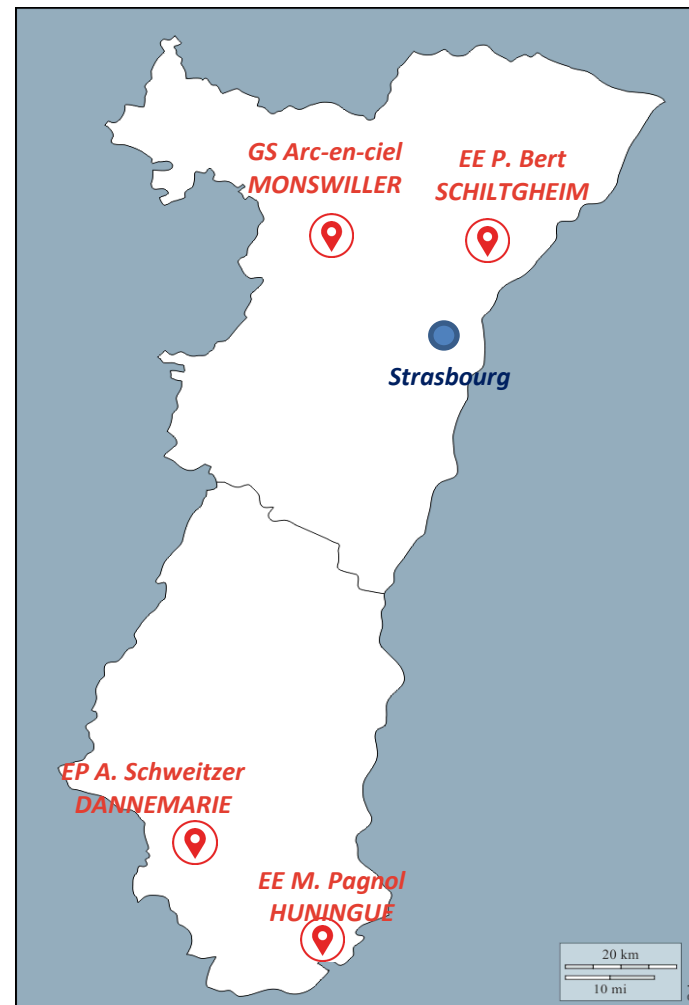 GS Arc-en-ciel
MONSWILLER
EE P. Bert
SCHILTGHEIM
Strasbourg
EP A. Schweitzer
DANNEMARIE
EE M. Pagnol
HUNINGUE
20 km
10 mi